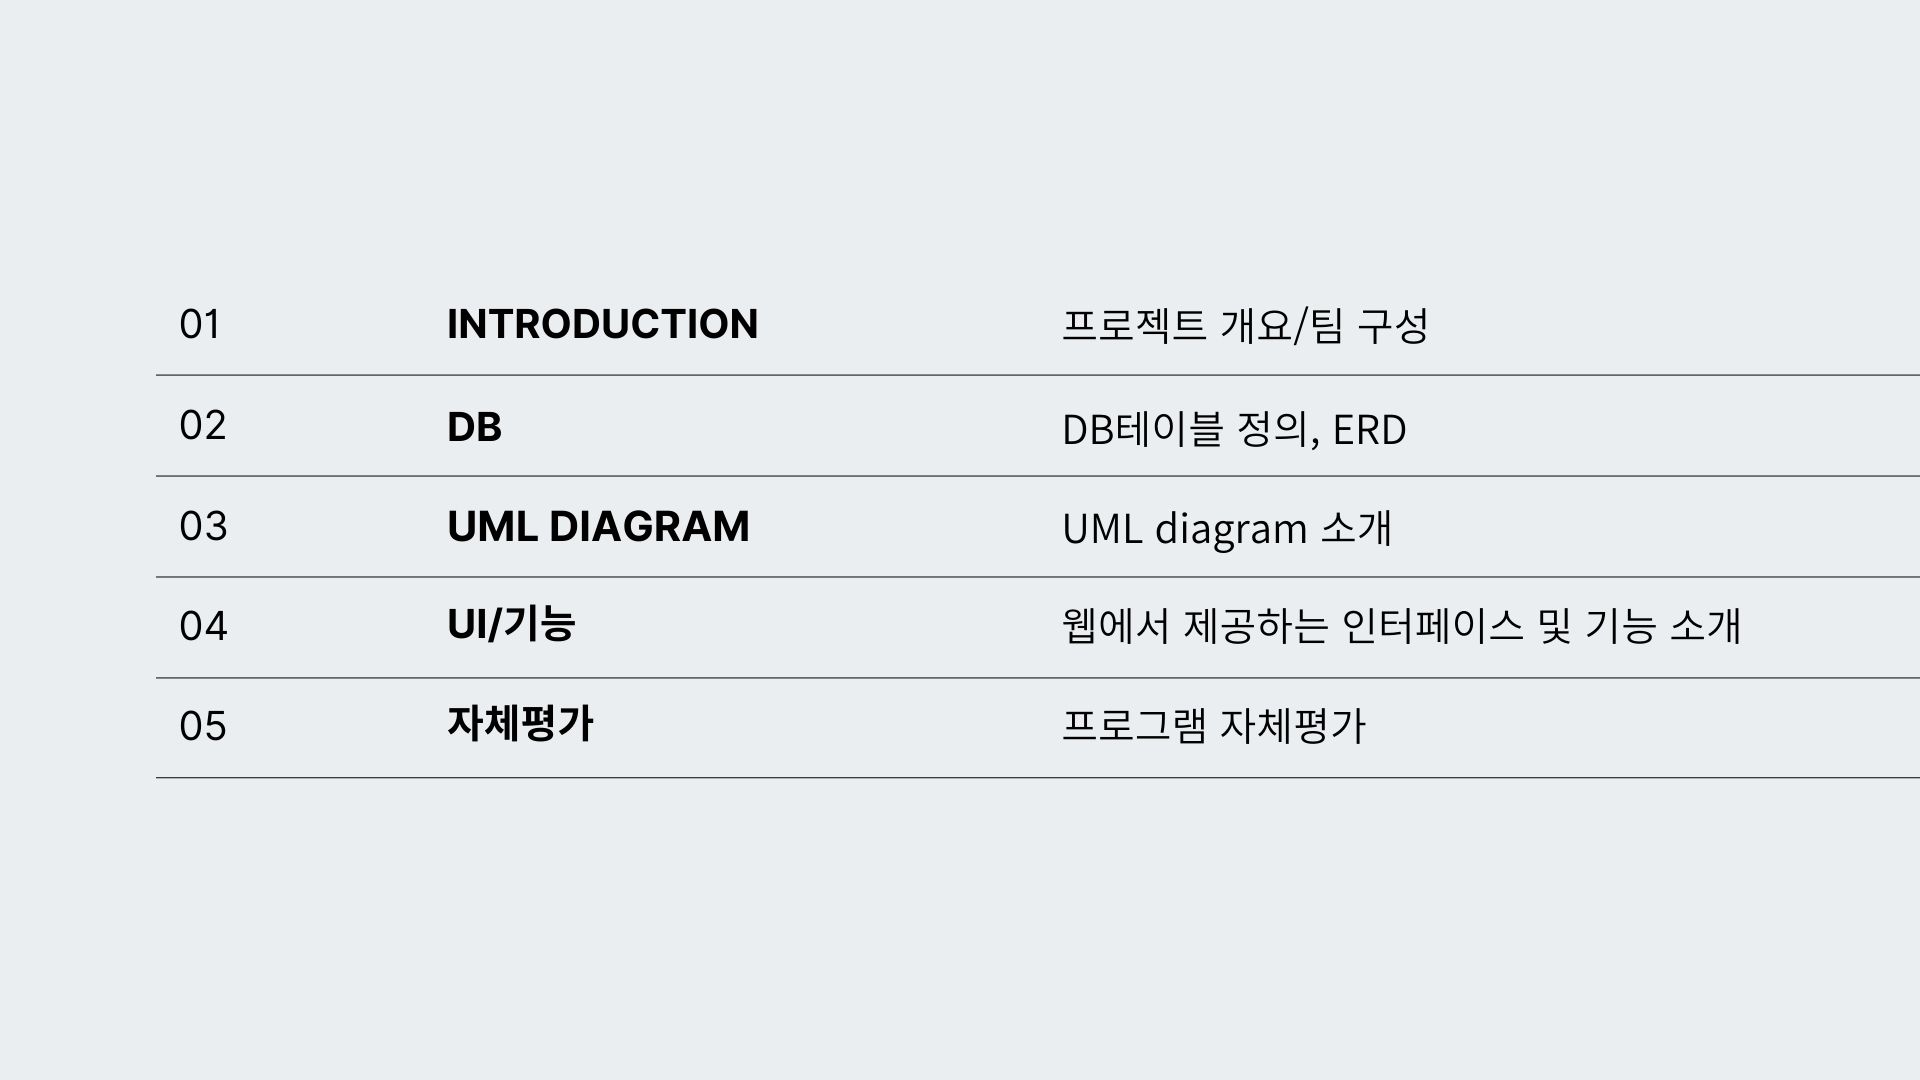 01 INTRODUCTION 프로젝트 개요/팀 구성
02 DB DB테이블 정의, ERD
03 UML DIAGRAM UML diagram 소개
04 UI/기능 웹에서 제공하는 인터페이스 및 기능 소개
05 자체평가 프로그램 자체평가